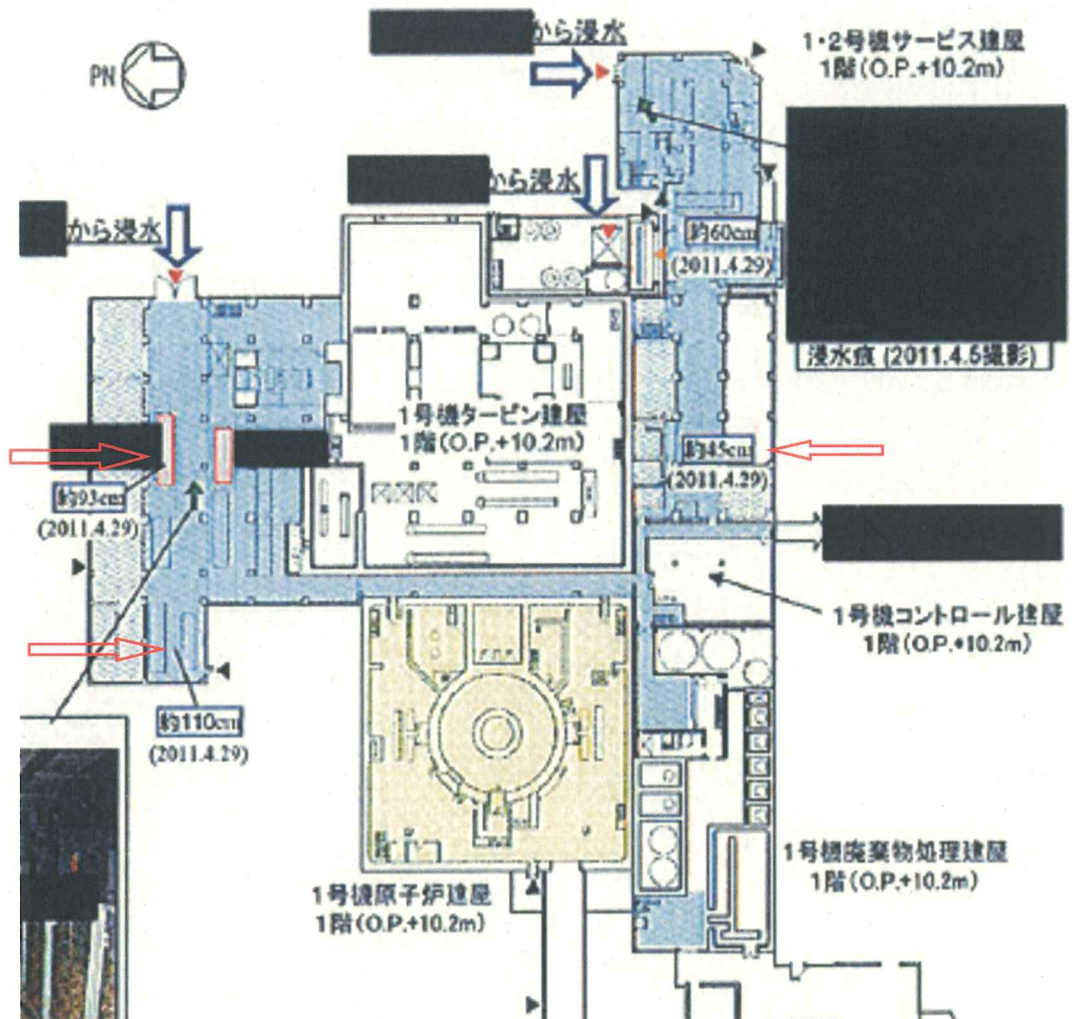 から浸水
1・2号機サービス建屋
1階(O.P.+10.2m)
PN
から浸水
から浸水
約60cm
(2011.4.29)
浸水痕 (2011.4.5撮影)
1号機タービン建屋
1階(O.P.+10.2m)
約45cm
(2011.4.29)
約93cm
(2011.4.29)
1号機コントロール建屋
1階(O.P.+10.2m)
約110cm
(2011.4.29)
1号機廃棄物処理建屋
1階(O.P.+10.2m)
1号機原子炉建屋
1階(O.P.+10.2m)